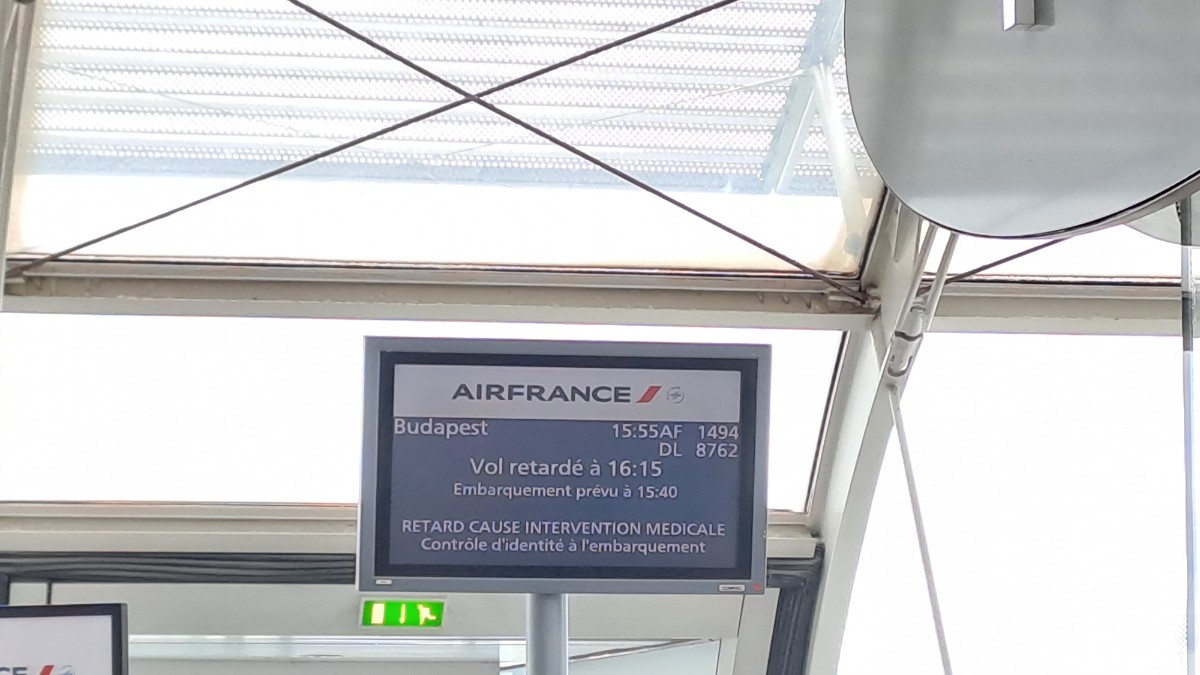 AIRFRANCE
Budapest 15:55AF 1494
DL 8762
Vol retardé à 16:15
Embarquement prévu à 15:40
RETARD CAUSE INTERVENTION MEDICALE
Contrôle d'identité à l'embarquement
CE